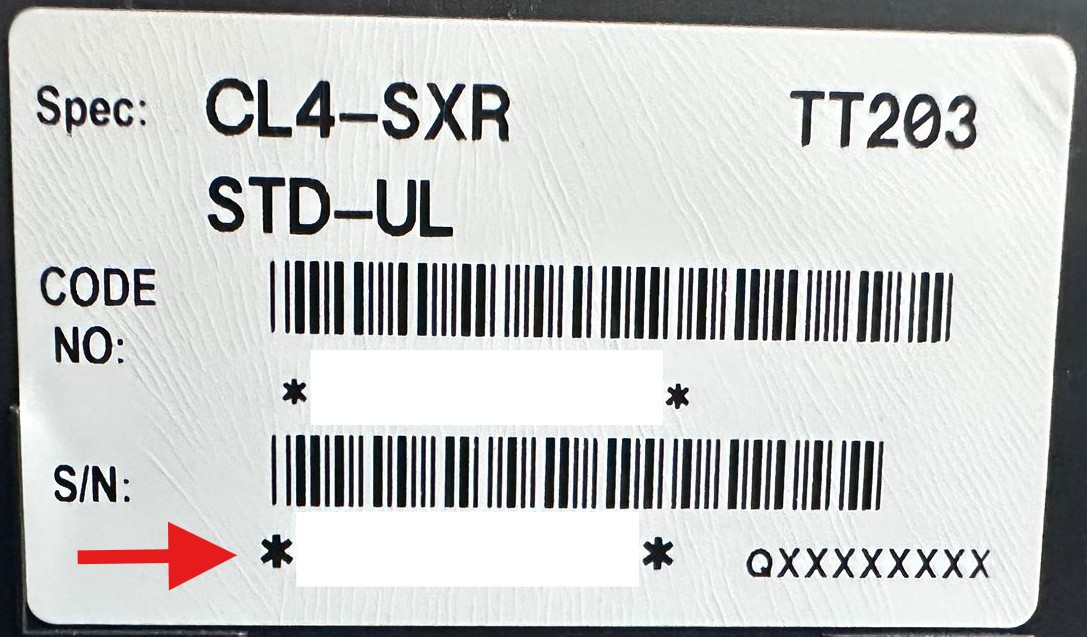 Spec: CL4-SXR TT203
STD-UL
CODE
NO:
* *
S/N:
* * QXXXXXXXX